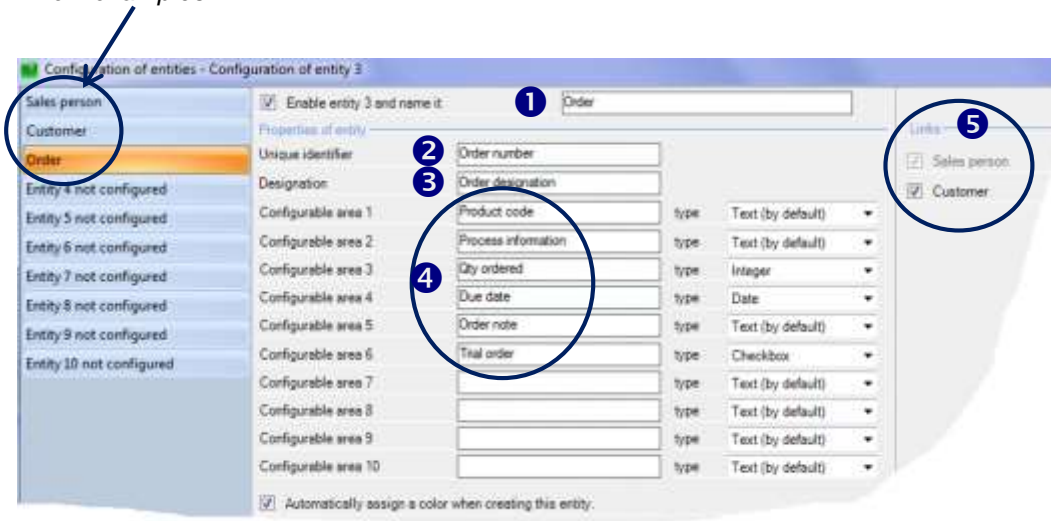 Configuration of entities - Configuration of entity 3
Sales person
Customer
Order
Entity 4 not configured
Entity 5 not configured
Entity 6 not configured
Entity 7 not configured
Entity 8 not configured
Entity 9 not configured
Entity 10 not configured
Enable entity 3 and name it 1 Order
Properties of entity
Unique identifier 2 Order number
Designation 3 Order designation
Configurable area 1 Product code type Text (by default)
Configurable area 2 Process information type Text (by default)
Configurable area 3 4 Qty ordered type Integer
Configurable area 4 Due date type Date
Configurable area 5 Order note type Text (by default)
Configurable area 6 Trial order type Checkbox
Configurable area 7 type Text (by default)
Configurable area 8 type Text (by default)
Configurable area 9 type Text (by default)
Configurable area 10 type Text (by default)
Automatically assign a color when creating this entity.
Links 5
Sales person
Customer